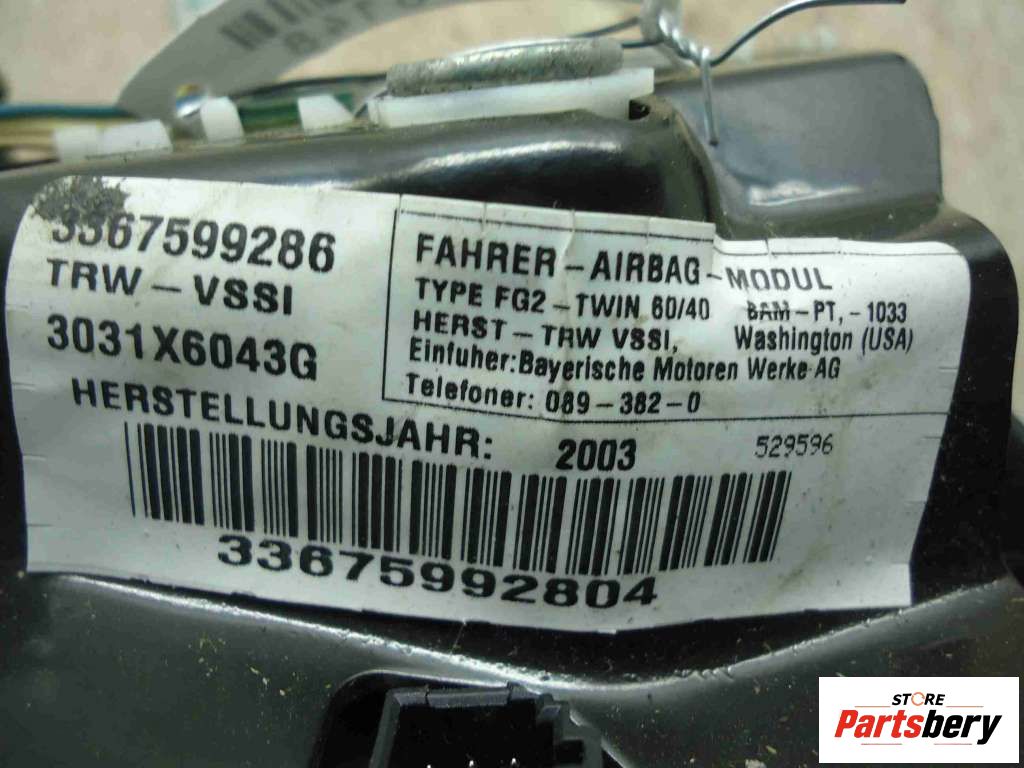 3367599286
TRW-VSSI
3031X6043G
FAHRER-AIRBAG-MODUL
TYPE FG2-TWIN 60/40 BAM-PT,-1033
HERST-TRW VSSI, Washington (USA)
Einfuher:Bayerische Motoren Werke AG
Telefoner: 089-382-0
HERSTELLUNGSJAHR: 2003 529596
33675992804
STORE
Partsbery